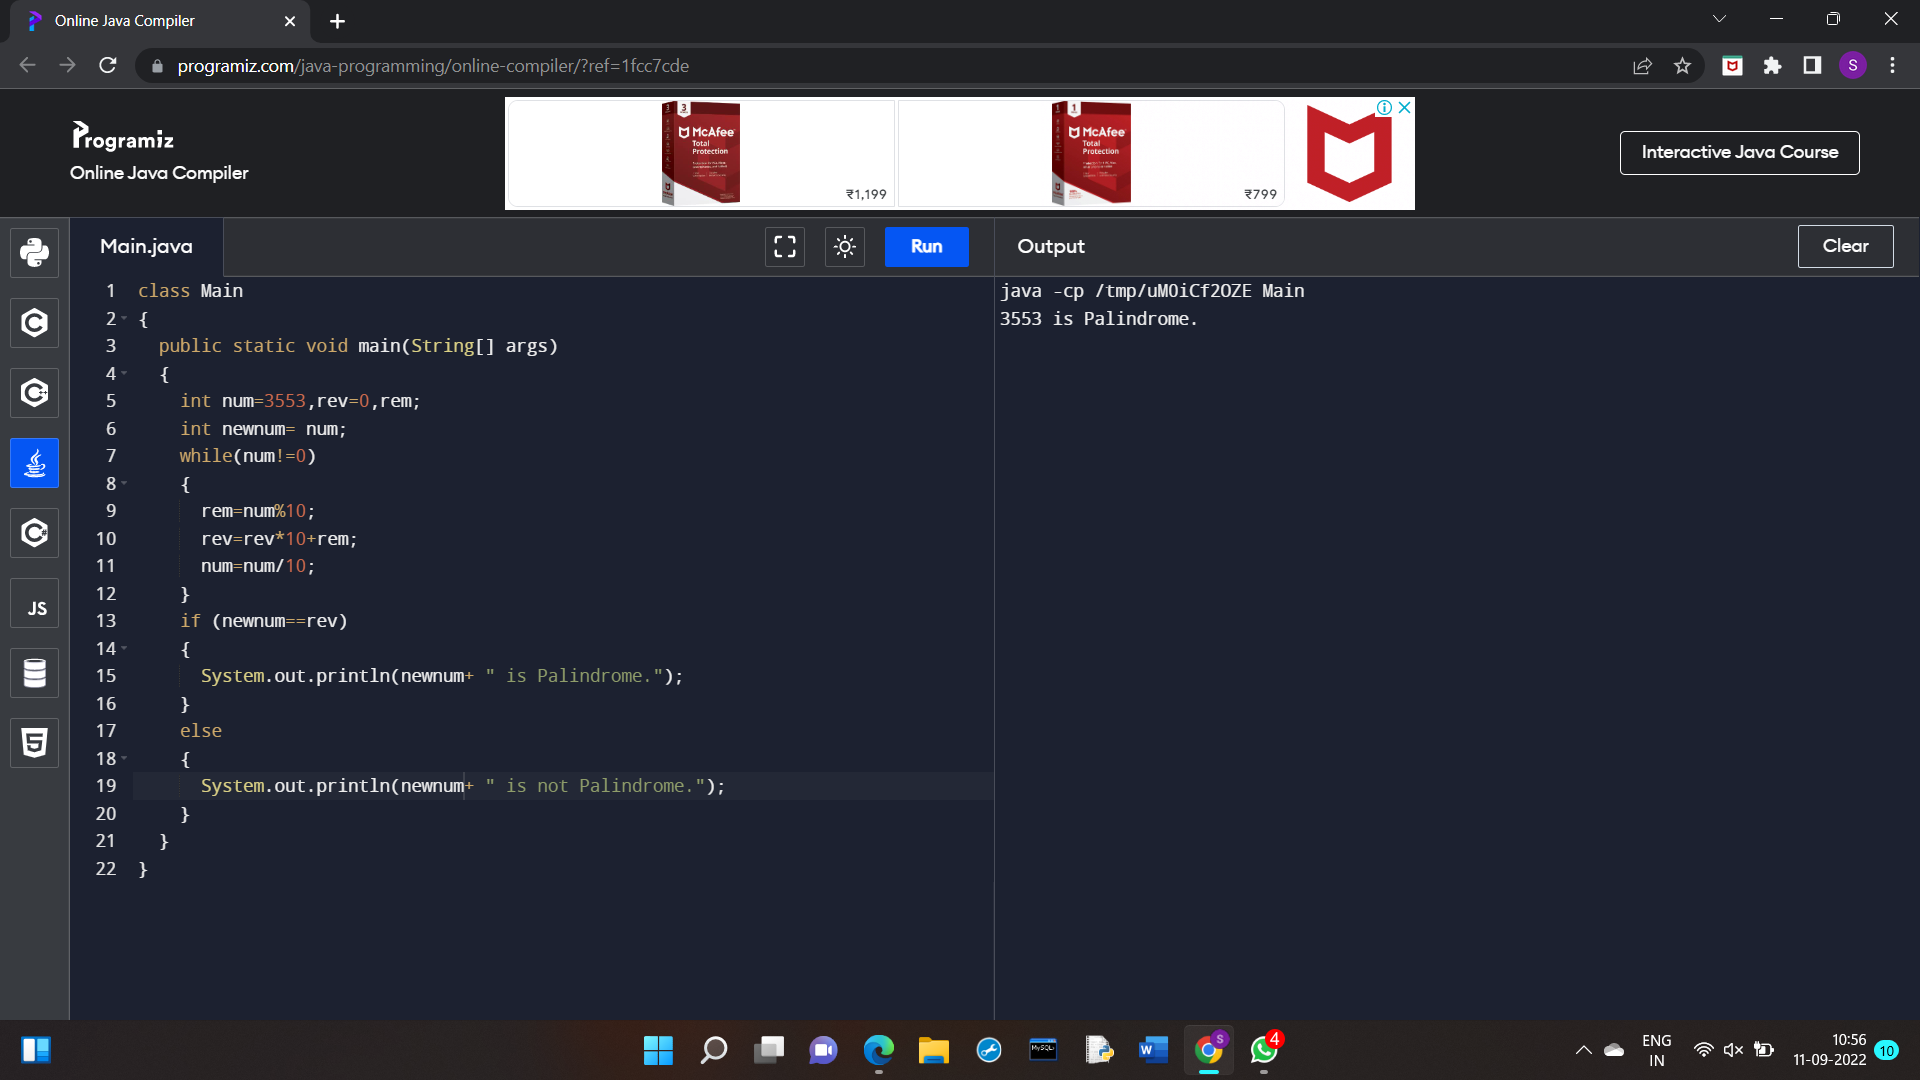 Online Java Compiler
programiz.com/java-programming/online-compiler/?ref=1fcc7cde
S
Programiz
Online Java Compiler
McAfee
Total
Protection
₹1,199
McAfee
Total
Protection
₹799
Interactive Java Course
Main.java
Run
Output
Clear
1 class Main
2 {
3 public static void main(String[] args)
4 {
5 int num=3553,rev=0,rem;
6 int newnum= num;
7 while(num!=0)
8 {
9 rem=num%10;
10 rev=rev*10+rem;
11 num=num/10;
12 }
13 if (newnum==rev)
14 {
15 System.out.println(newnum+ " is Palindrome.");
16 }
17 else
18 {
19 System.out.println(newnum+ " is not Palindrome.");
20 }
21 }
22 }
java -cp /tmp/uMOiCf2OZE Main
3553 is Palindrome.
JS
MySQL
W
S
4
ENG
IN
10:56
11-09-2022
10